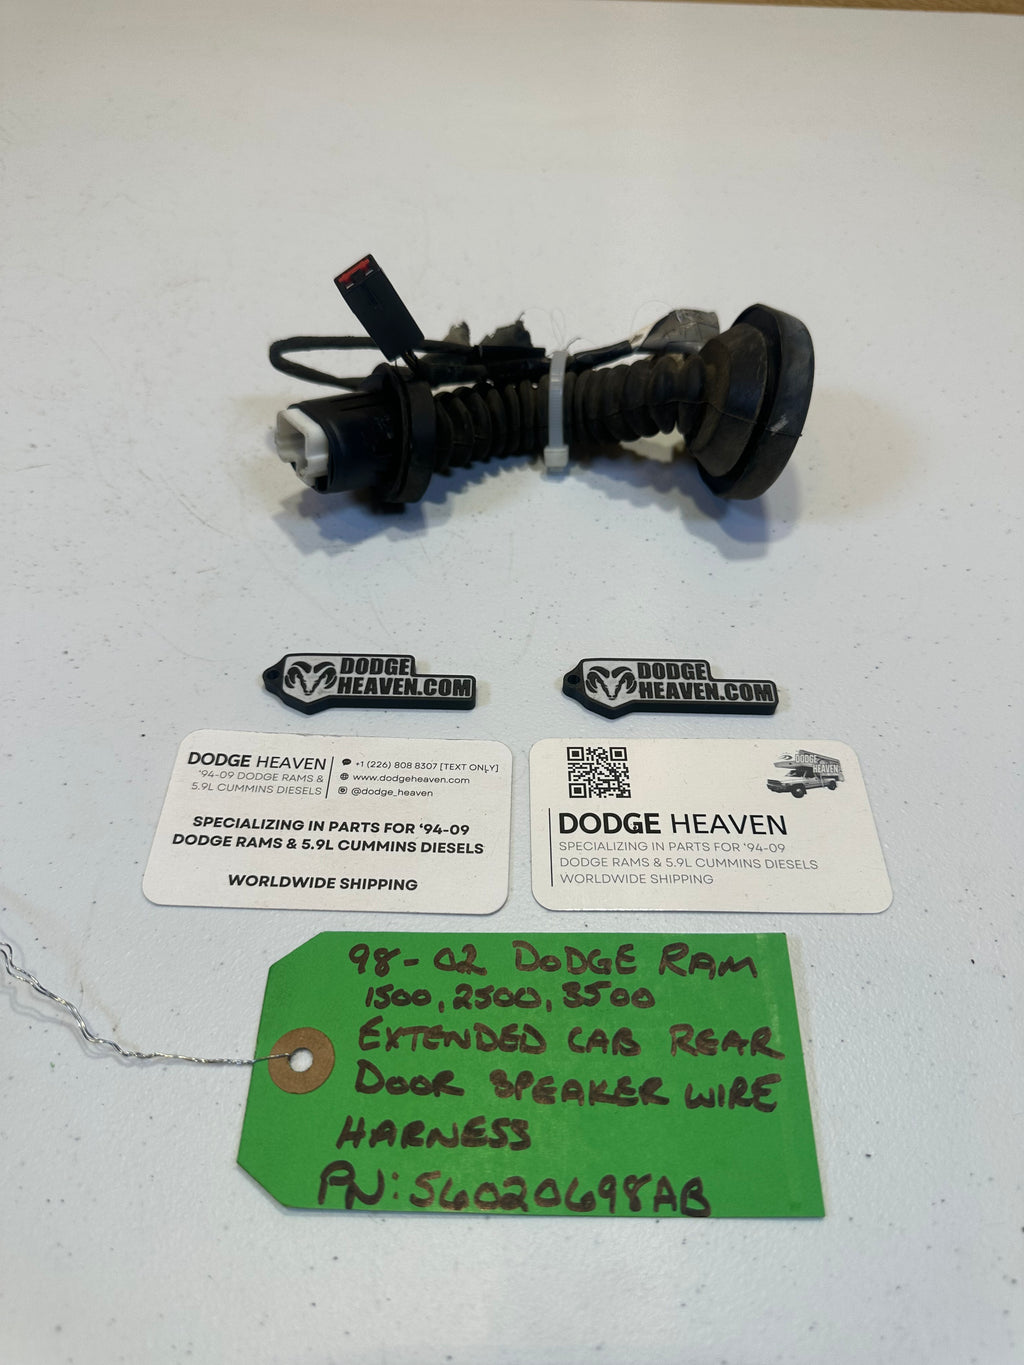 DODGE
HEAVEN.COM
DODGE
HEAVEN.COM
DODGE HEAVEN
'94-09 DODGE RAMS &
5.9L CUMMINS DIESELS
+1 (226) 808 8307 [TEXT ONLY]
www.dodgeheaven.com
@dodge_heaven
SPECIALIZING IN PARTS FOR '94-09
DODGE RAMS & 5.9L CUMMINS DIESELS
WORLDWIDE SHIPPING
DODGE
HEAVEN
DODGE HEAVEN
SPECIALIZING IN PARTS FOR '94-09
DODGE RAMS & 5.9L CUMMINS DIESELS
WORLDWIDE SHIPPING
98-02 DODGE RAM
1500, 2500, 3500
EXTENDED CAB REAR
DOOR SPEAKER WIRE
HARNESS
PN: 56020698AB